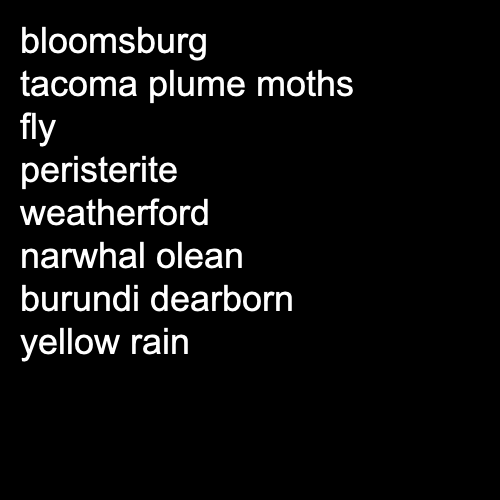 bloomsburg
tacoma plume moths
fly
peristerite
weatherford
narwhal olean
burundi dearborn
yellow rain